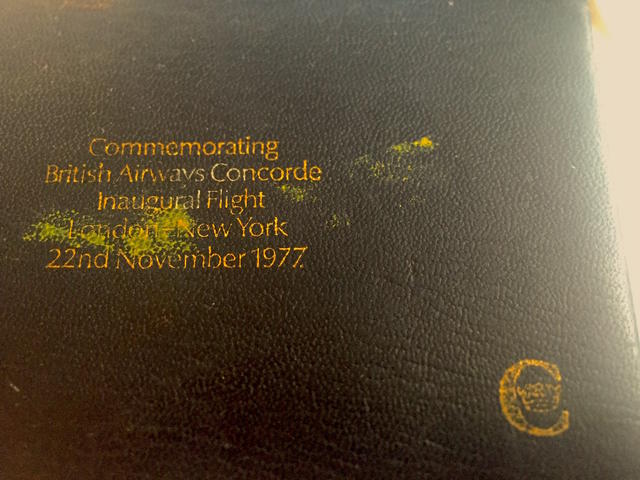 Commemorating
British Airways Concorde
Inaugural Flight
London-New York
22nd November 1977.
C